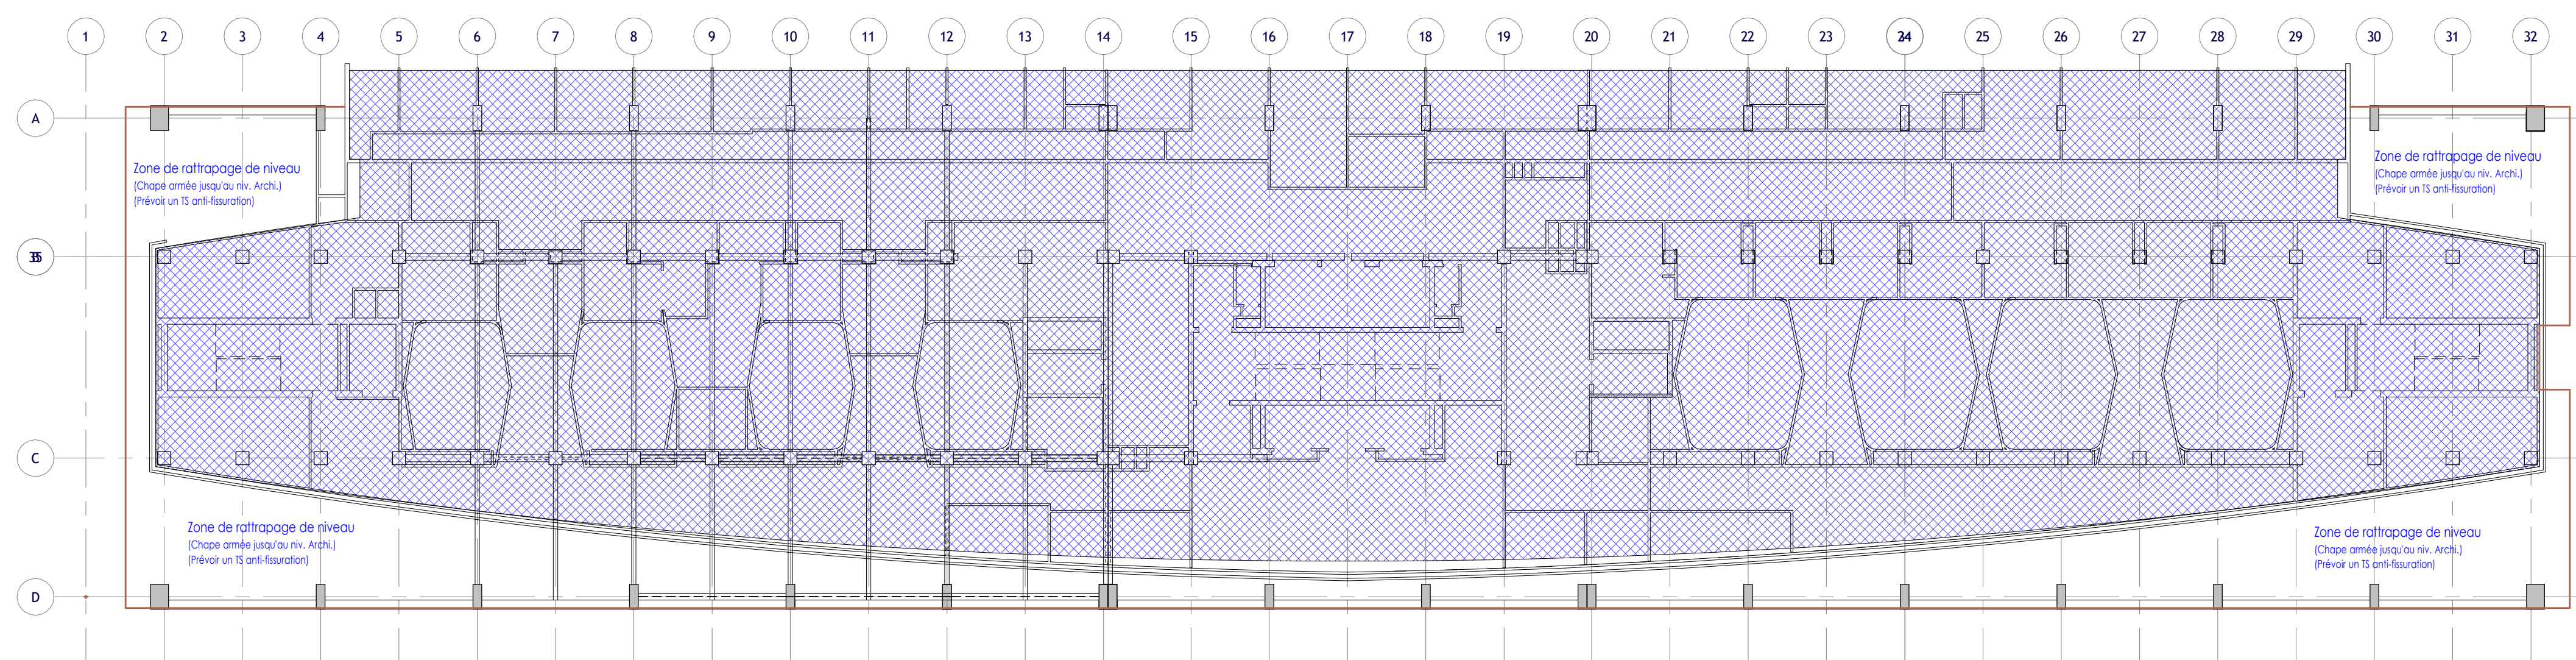 1 2 3 4 5 6 7 8 9 10 11 12 13 14 15 16 17 18 19 20 21 22 23 24 25 26 27 28 29 30 31 32
A
Zone de rattrapage de niveau
(Chape armée jusqu'au niv. Archi.)
(Prévoir un TS anti-fissuration)
Zone de rattrapage de niveau
(Chape armée jusqu'au niv. Archi.)
(Prévoir un TS anti-fissuration)
C
Zone de rattrapage de niveau
(Chape armée jusqu'au niv. Archi.)
(Prévoir un TS anti-fissuration)
Zone de rattrapage de niveau
(Chape armée jusqu'au niv. Archi.)
(Prévoir un TS anti-fissuration)
D